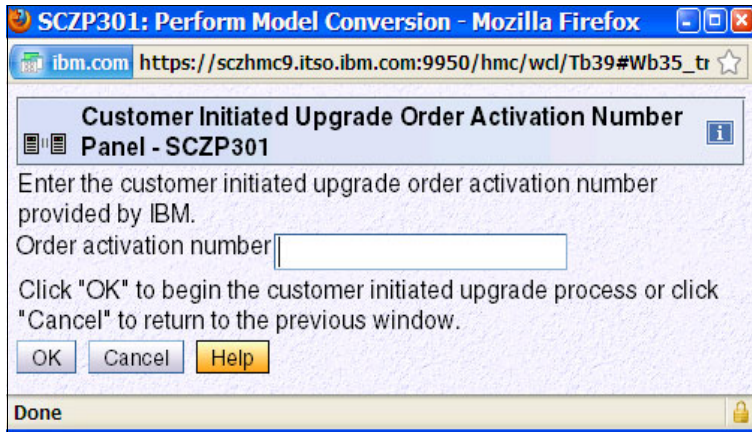 SCZP301: Perform Model Conversion - Mozilla Firefox
ibm.com https://sczhmc9.itso.ibm.com:9950/hmc/wcl/Tb39#Wb35_tr
Customer Initiated Upgrade Order Activation Number
Panel - SCZP301
i
Enter the customer initiated upgrade order activation number
provided by IBM.
Order activation number
Click "OK" to begin the customer initiated upgrade process or click
"Cancel" to return to the previous window.
OK Cancel Help
Done